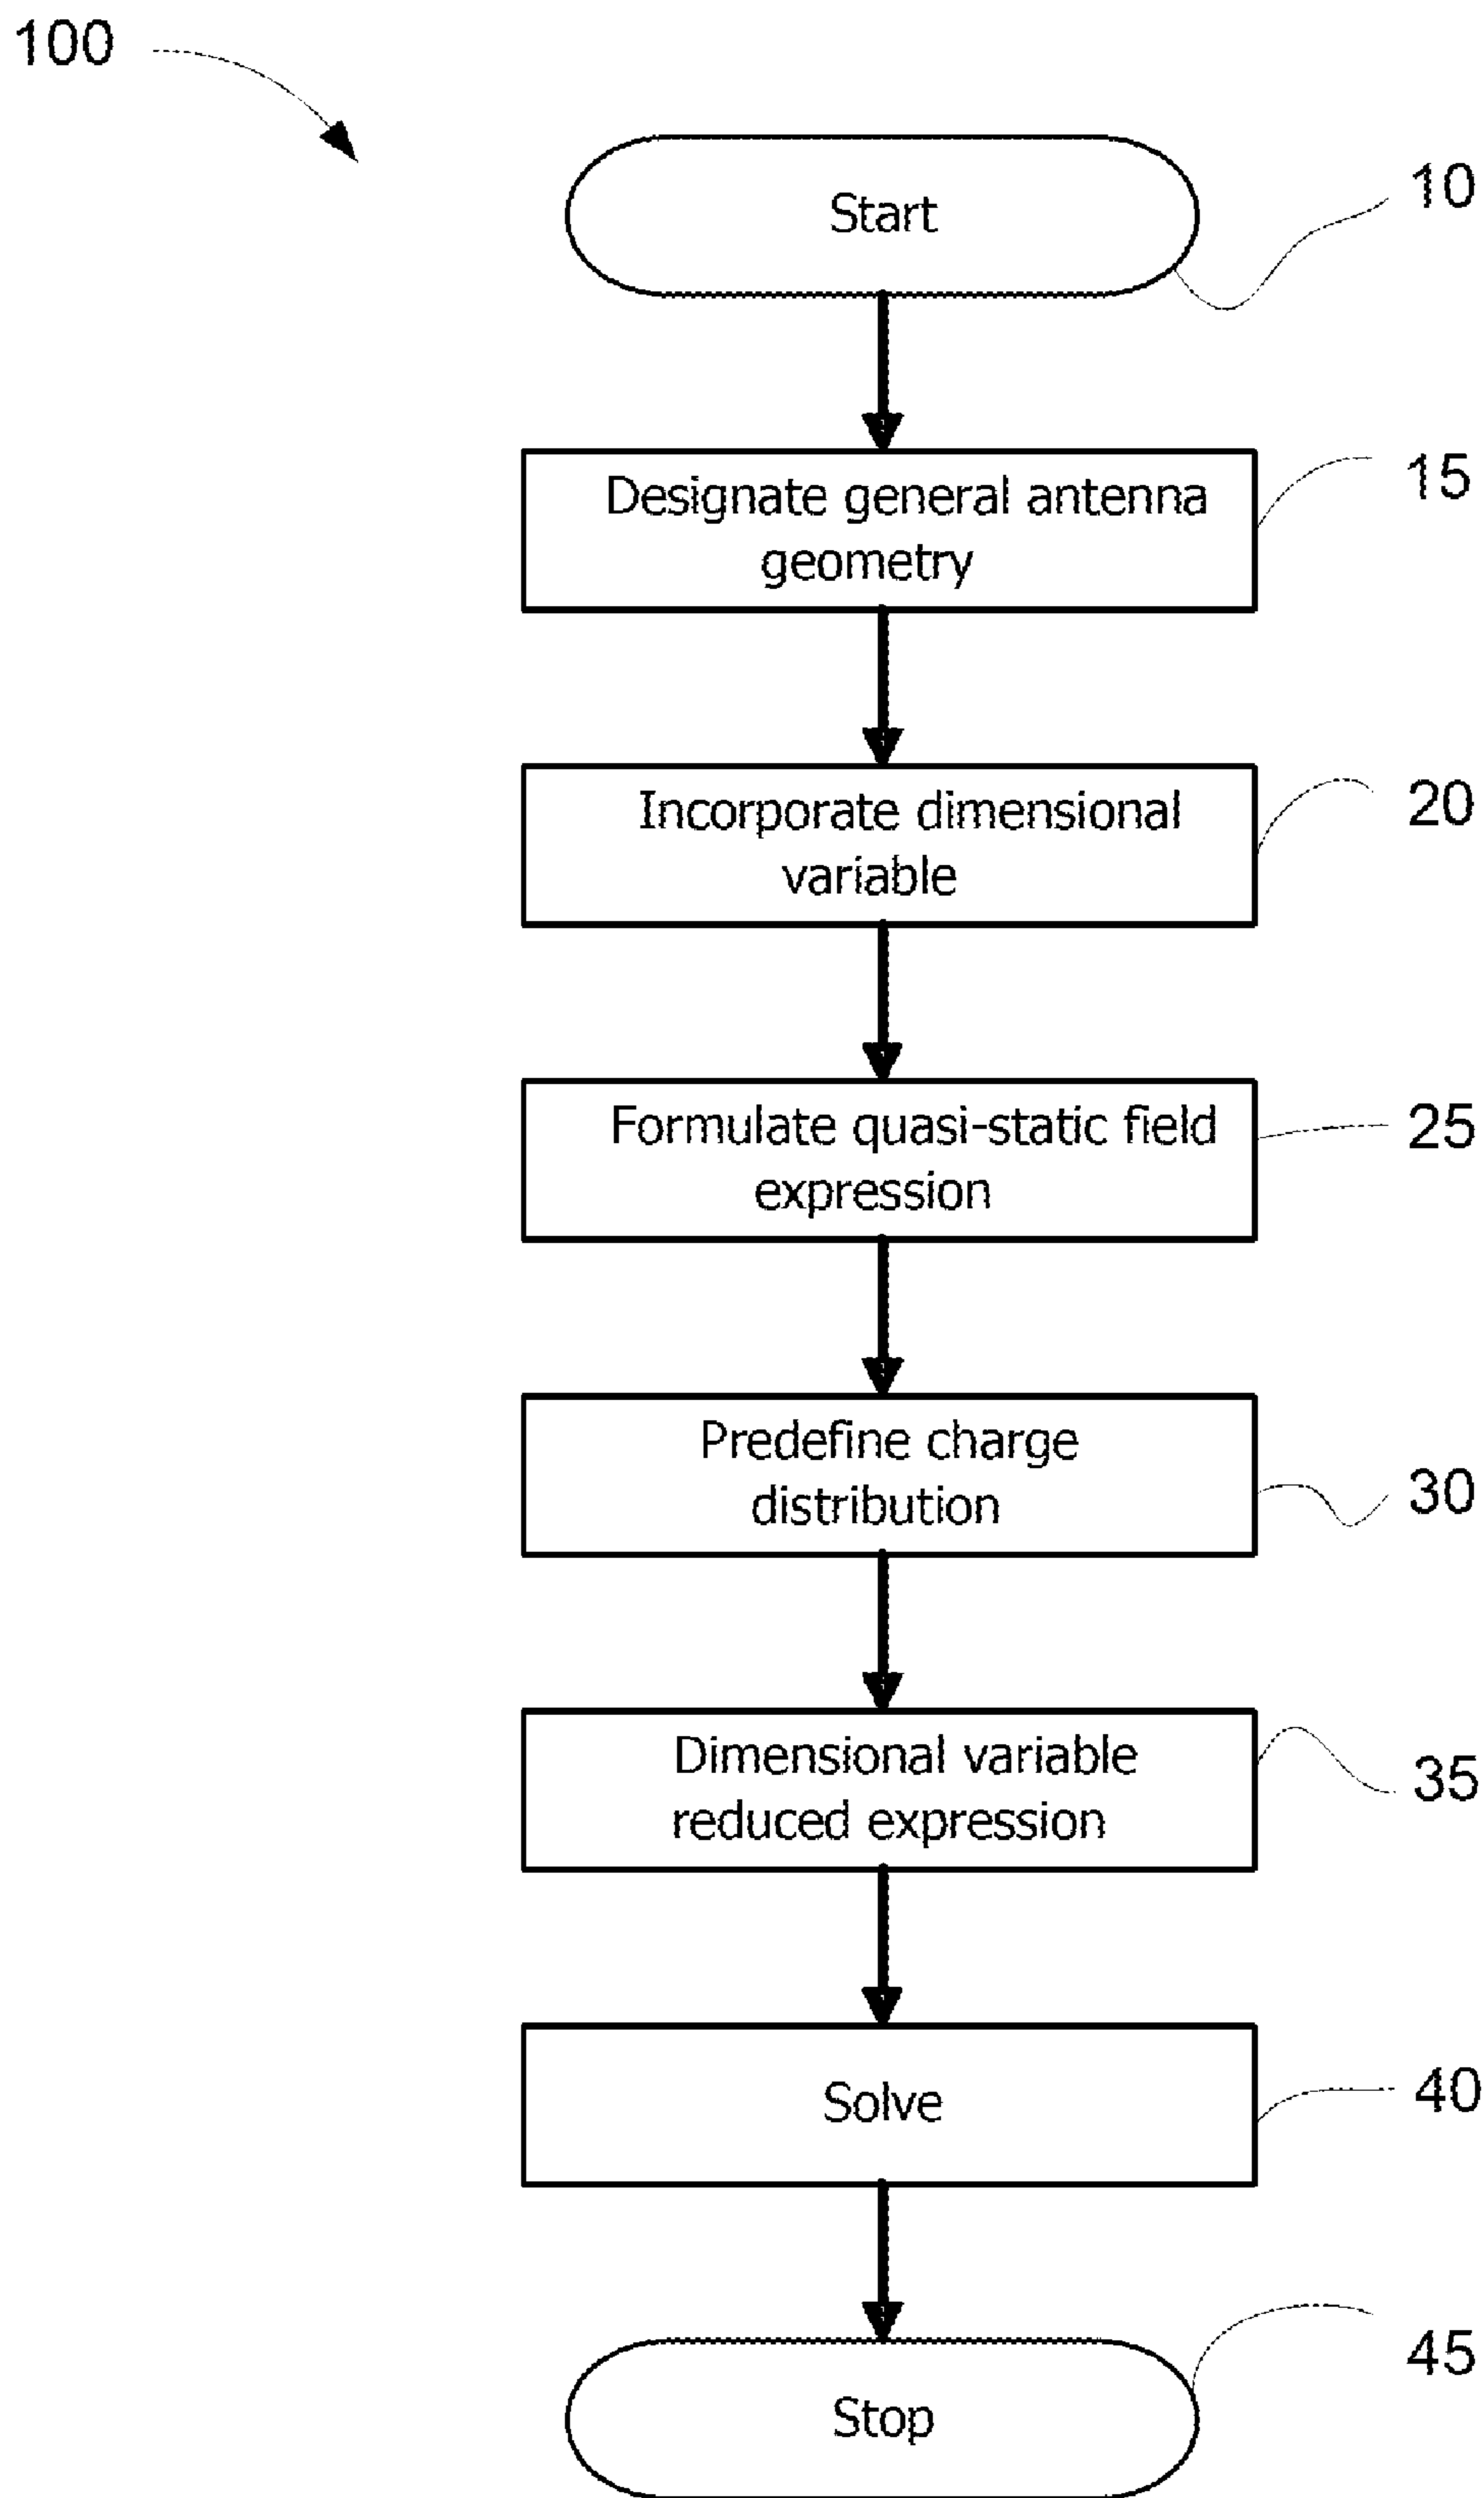 100
Start
10
Designate general antenna
geometry
15
Incorporate dimensional
variable
20
Formulate quasi-static field
expression
25
Predefine charge
distribution
30
Dimensional variable
reduced expression
35
Solve
40
Stop
45